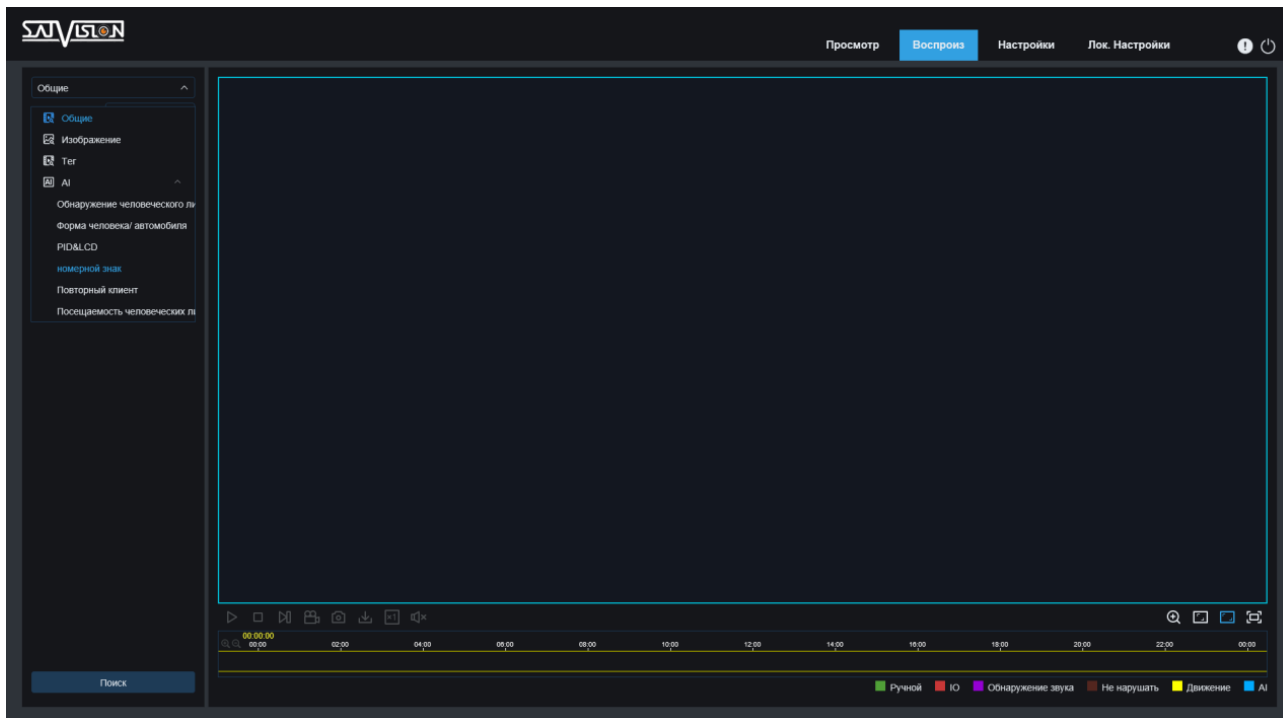 SATVISION
Просмотр Воспроиз Настройки Лок. Настройки
Общие
Общие
Изображение
Тег
AI AI
Обнаружение человеческого ли
Форма человека/ автомобиля
PID&LCD
номерной знак
Повторный клиент
Посещаемость человеческих ли
×1
00:00:00
00:00 02:00 04:00 06:00 08:00 10:00 12:00 14:00 16:00 18:00 20:00 22:00 00:00
Поиск
Ручной IO Обнаружение звука Не нарушать Движение AI